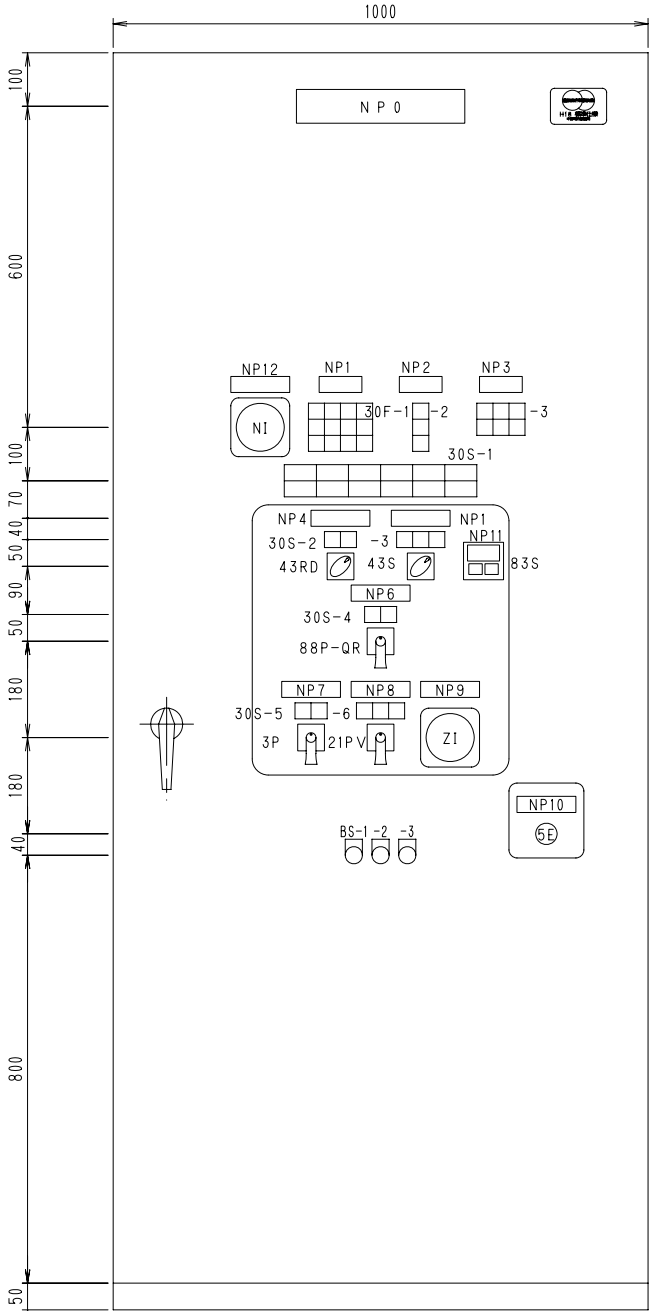 1000
100
NP0
600
NP12 NP1 NP2 NP3
NI 30F-1 -2 -3
100
30S-1
70
NP4 NP1
40
NP11
30S-2 -3
50
43RD 43S 83S
90
NP6
30S-4
50
88P-QR
180
NP7 NP8 NP9
30S-5 -6
3P 21PV ZI
180
NP10
BS-1 -2 -3
5E
40
800
50